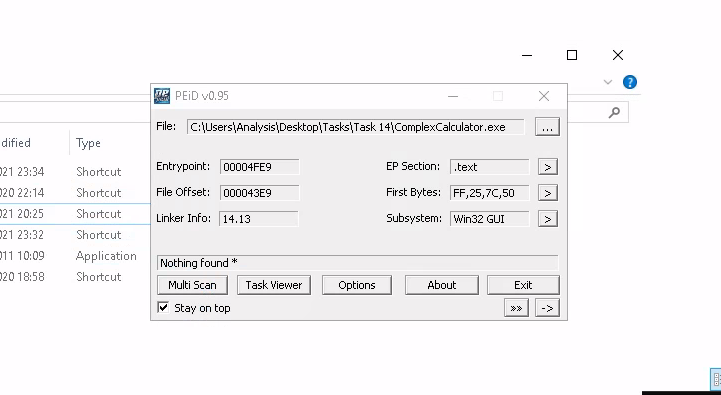 PEiD v0.95
File: C:\Users\Analysis\Desktop\Tasks\Task 14\ComplexCalculator.exe ...
dified Type
021 23:34 Shortcut
020 22:14 Shortcut
021 20:25 Shortcut
021 23:32 Shortcut
011 10:09 Application
020 18:58 Shortcut
Entrypoint: 00004FE9 EP Section: .text >
File Offset: 000043E9 First Bytes: FF,25,7C,50 >
Linker Info: 14.13 Subsystem: Win32 GUI >
Nothing found *
Multi Scan Task Viewer Options About Exit
Stay on top »» ->